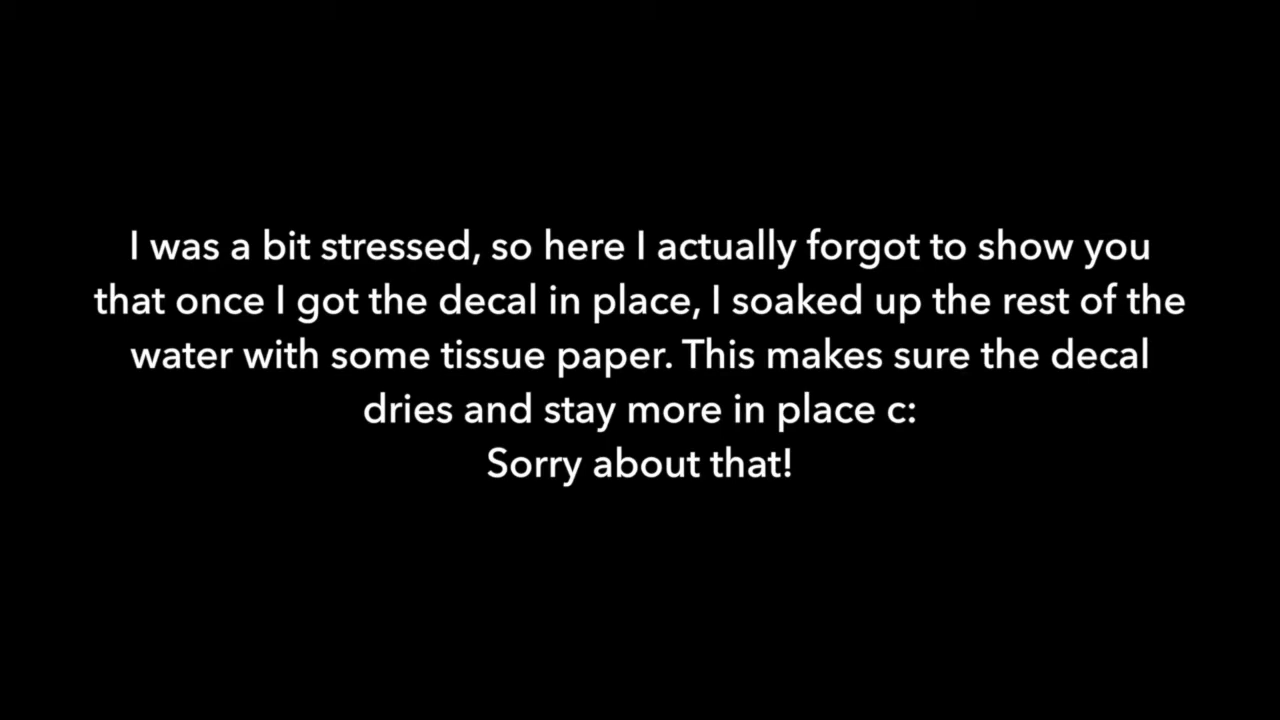 I was a bit stressed, so here I actually forgot to show you
that once I got the decal in place, I soaked up the rest of the
water with some tissue paper. This makes sure the decal
dries and stay more in place c:
Sorry about that!